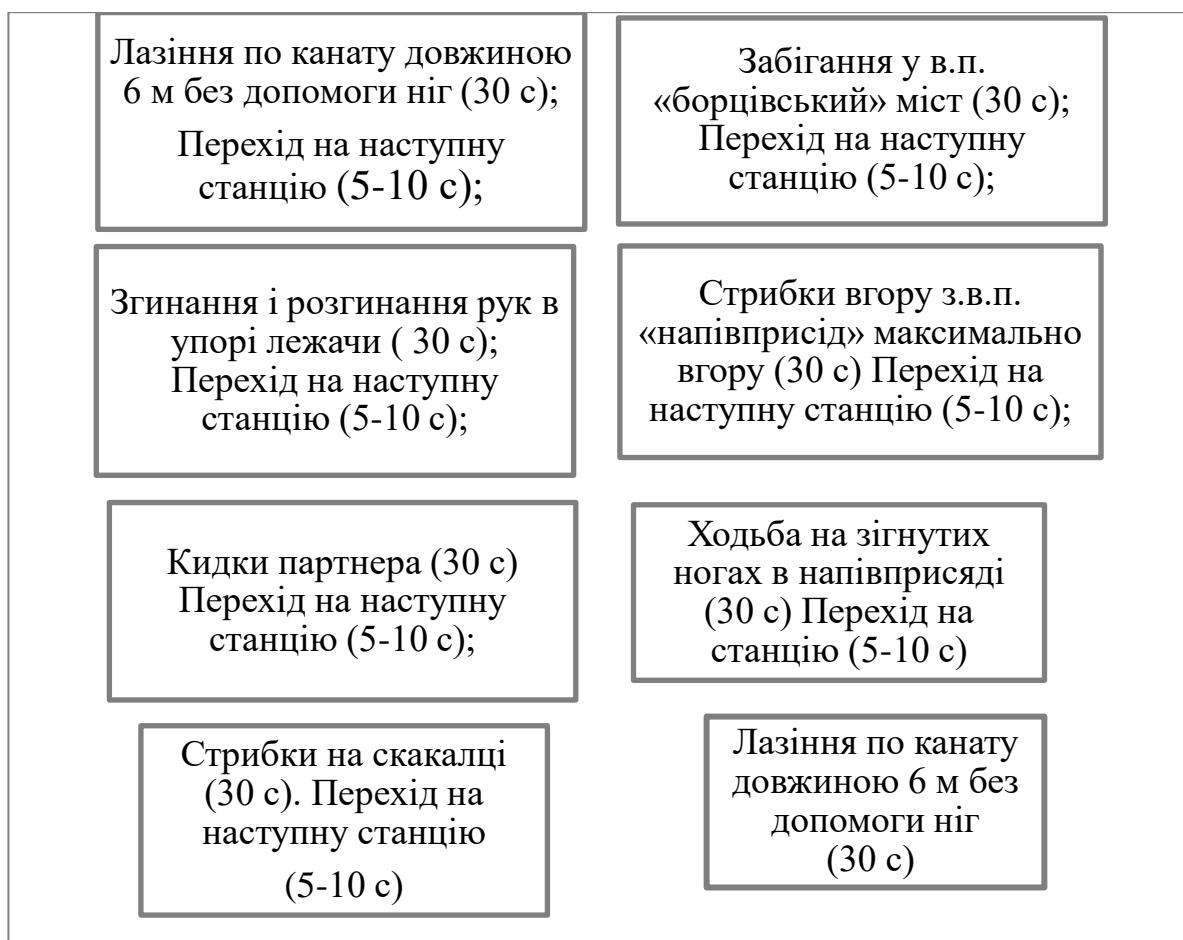 Лазіння по канату довжиною
6 м без допомоги ніг (30 с);
Перехід на наступну
станцію (5-10 с);
Забігання у в.п.
«борцівський» міст (30 с);
Перехід на наступну
станцію (5-10 с);
Згинання і розгинання рук в
упорі лежачи ( 30 с);
Перехід на наступну
станцію (5-10 с);
Стрибки вгору з.в.п.
«напівприсід» максимально
вгору (30 с) Перехід на
наступну станцію (5-10 с);
Кидки партнера (30 с)
Перехід на наступну
станцію (5-10 с);
Ходьба на зігнутих
ногах в напівприсяді
(30 с) Перехід на
станцію (5-10 с)
Стрибки на скакалці
(30 с). Перехід на
наступну станцію
(5-10 с)
Лазіння по канату
довжиною 6 м без
допомоги ніг
(30 с)